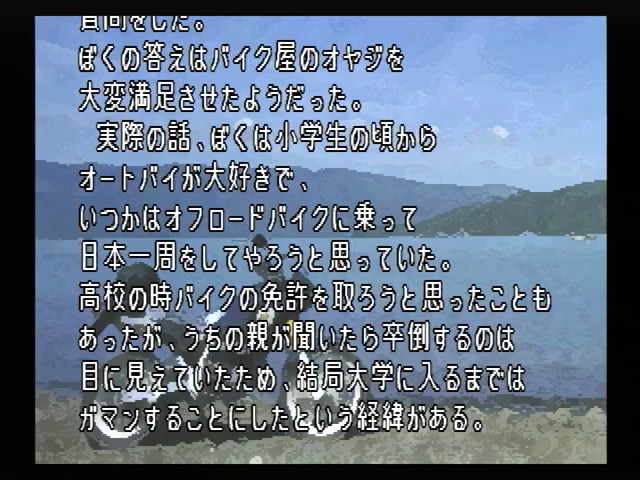 質問をした。
ぼくの答えはバイク屋のオヤジを
大変満足させたようだった。
実際の話、ぼくは小学生の頃から
オートバイが大好きで、
いつかはオフロードバイクに乗って
日本一周をしてやろうと思っていた。
高校の時バイクの免許を取ろうと思ったことも
あったが、うちの親が聞いたら卒倒するのは
目に見えていたため、結局大学に入るまでは
ガマンすることにしたという経緯がある。